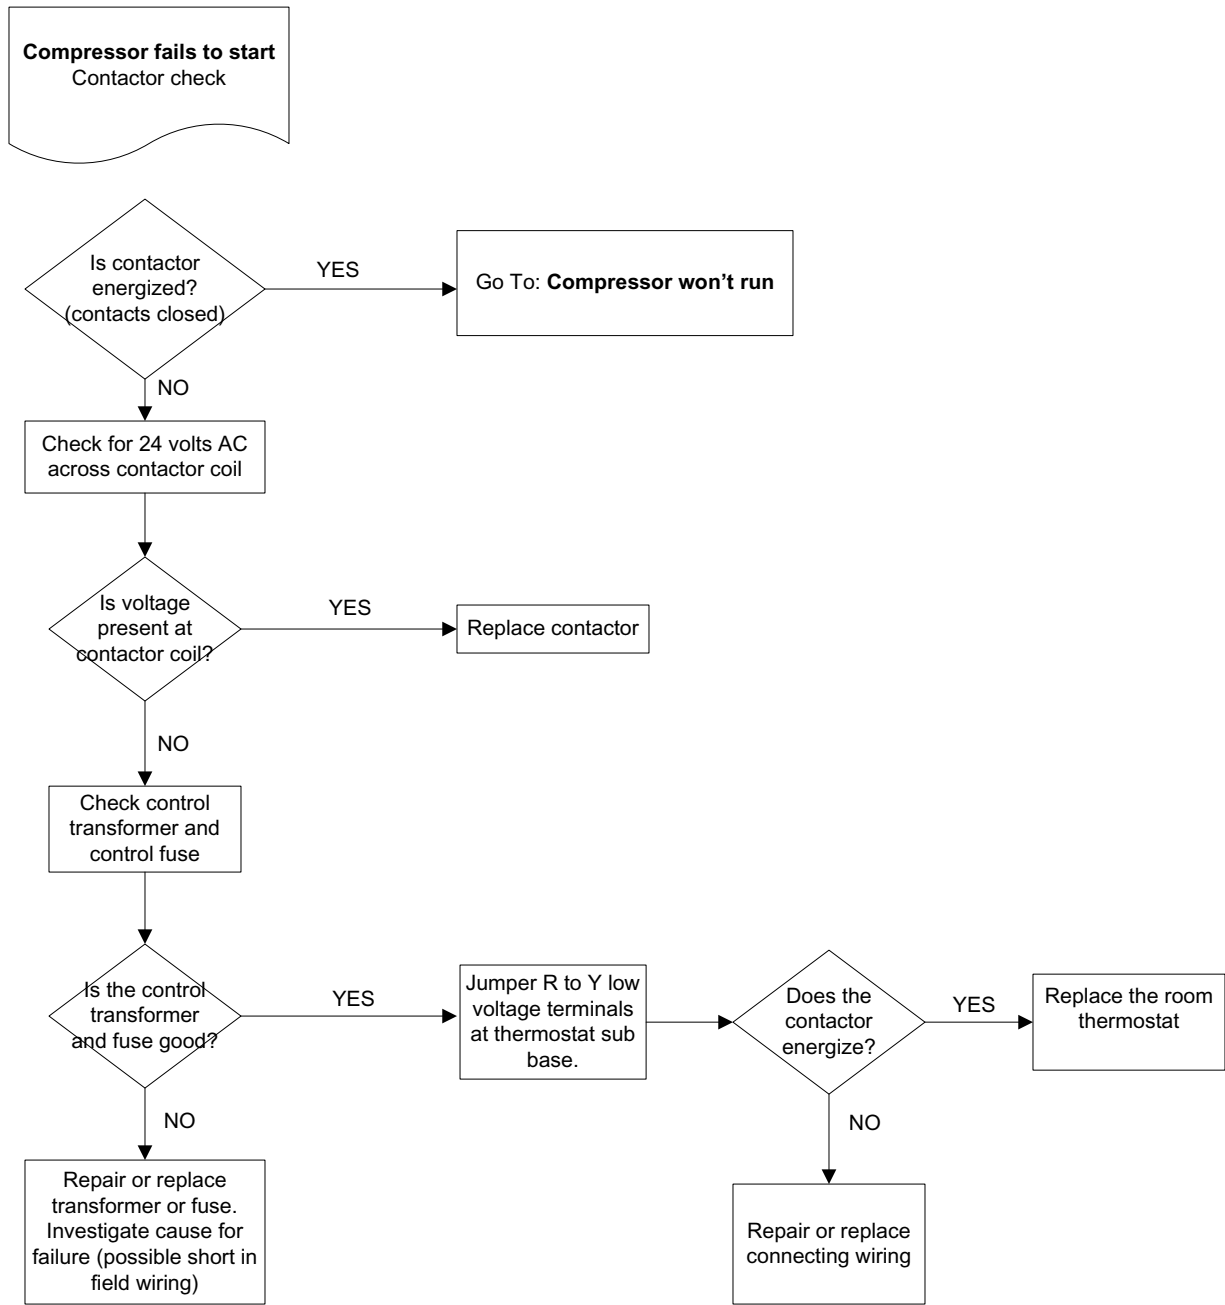 Compressor fails to start
Contactor check
Is contactor
energized?
(contacts closed)
YES
Go To: Compressor won't run
NO
Check for 24 volts AC
across contactor coil
Is voltage
present at
contactor coil?
YES
Replace contactor
NO
Check control
transformer and
control fuse
Is the control
transformer
and fuse good?
YES
Jumper R to Y low
voltage terminals
at thermostat sub
base.
Does the
contactor
energize?
YES
Replace the room
thermostat
NO
Repair or replace
transformer or fuse.
Investigate cause for
failure (possible short in
field wiring)
NO
Repair or replace
connecting wiring